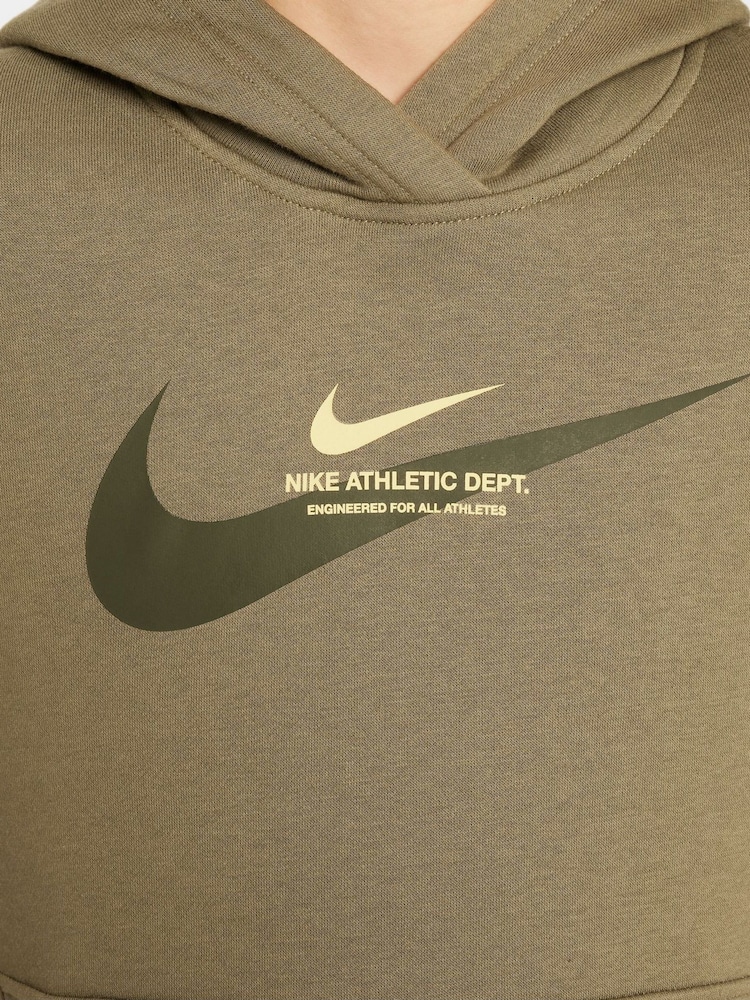 NIKE ATHLETIC DEPT.
ENGINEERED FOR ALL ATHLETES